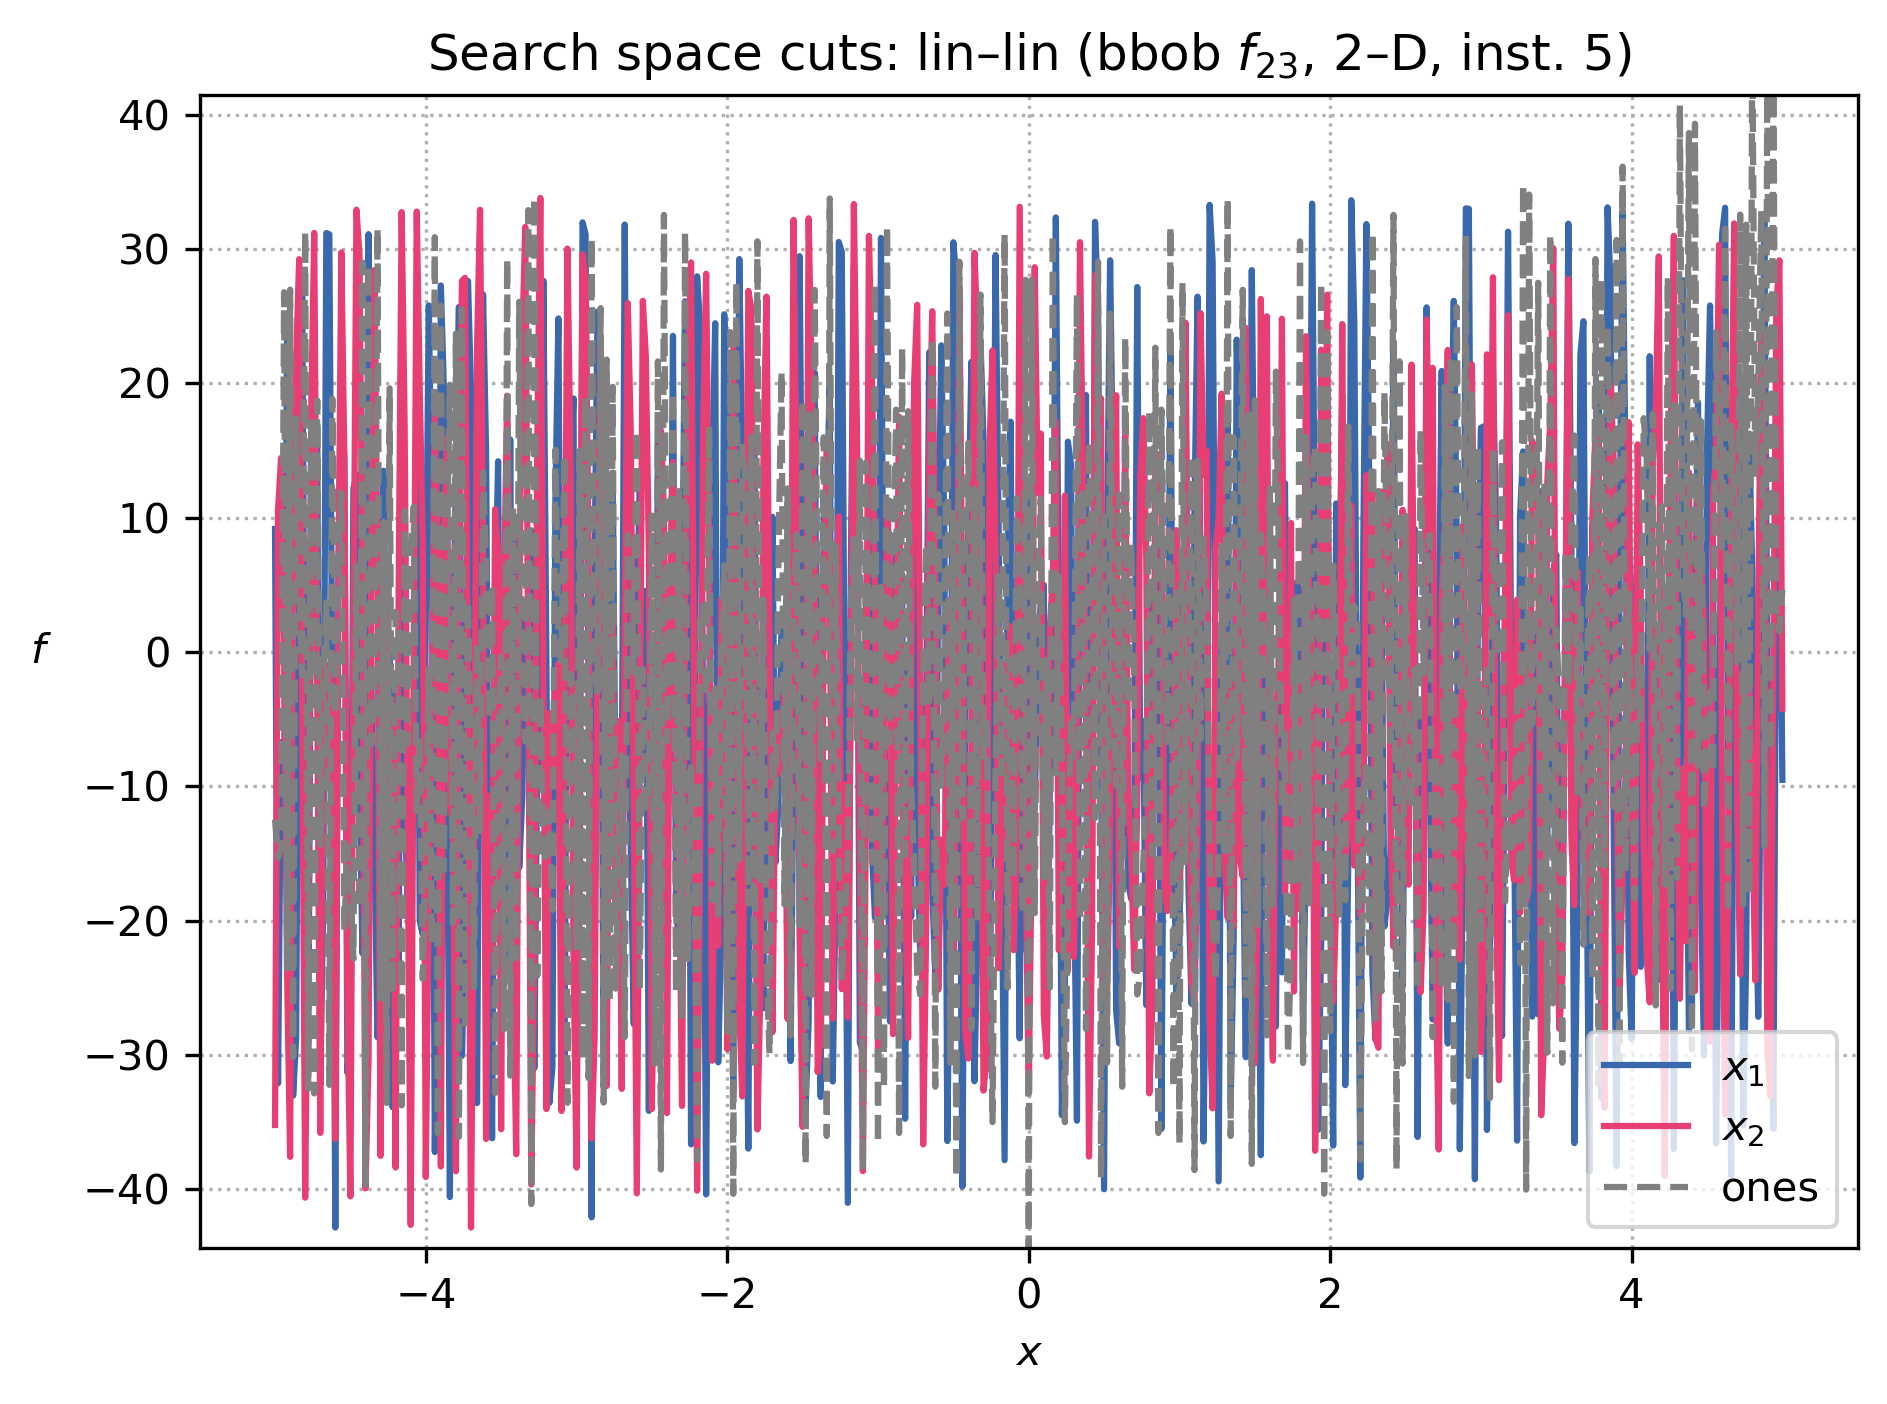 Search space cuts: lin–lin (bbob f₂₃, 2–D, inst. 5)
40
30
20
10
0
−10
−20
−30
−40
f
−4
−2
0
2
4
x
x₁
x₂
ones